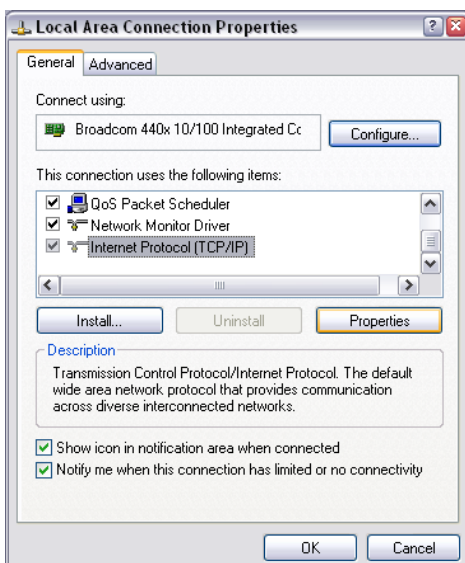 Local Area Connection Properties
General
Advanced
Connect using:
Broadcom 440x 10/100 Integrated Cc
Configure...
This connection uses the following items:
QoS Packet Scheduler
Network Monitor Driver
Internet Protocol (TCP/IP)
Install...
Uninstall
Properties
Description
Transmission Control Protocol/Internet Protocol. The default
wide area network protocol that provides communication
across diverse interconnected networks.
Show icon in notification area when connected
Notify me when this connection has limited or no connectivity
OK
Cancel